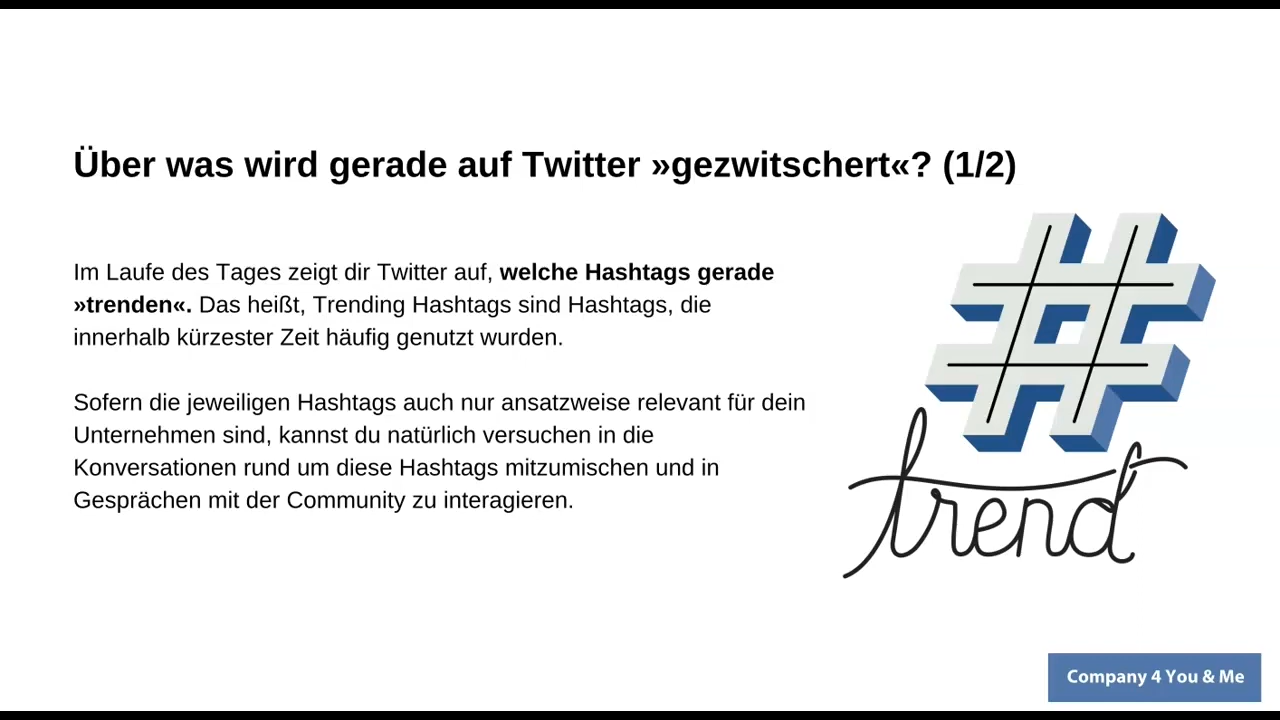 Über was wird gerade auf Twitter »gezwitschert«? (1/2)
Im Laufe des Tages zeigt dir Twitter auf, welche Hashtags gerade
»trenden«. Das heißt, Trending Hashtags sind Hashtags, die
innerhalb kürzester Zeit häufig genutzt wurden.
Sofern die jeweiligen Hashtags auch nur ansatzweise relevant für dein
Unternehmen sind, kannst du natürlich versuchen in die
Konversationen rund um diese Hashtags mitzumischen und in
Gesprächen mit der Community zu interagieren.
#
trend
Company 4 You & Me